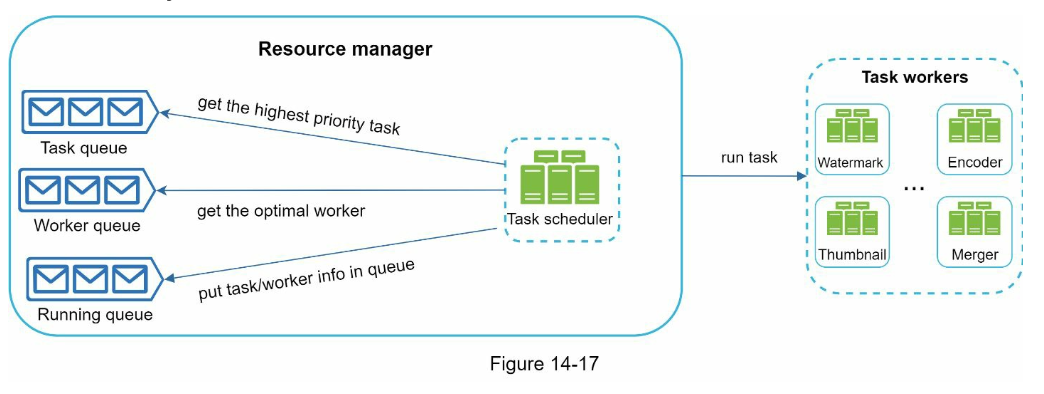 Resource manager
Task queue
Worker queue
Running queue
get the highest priority task
get the optimal worker
put task/worker info in queue
Task scheduler
run task
Task workers
Watermark
Encoder
...
Thumbnail
Merger
Figure 14-17